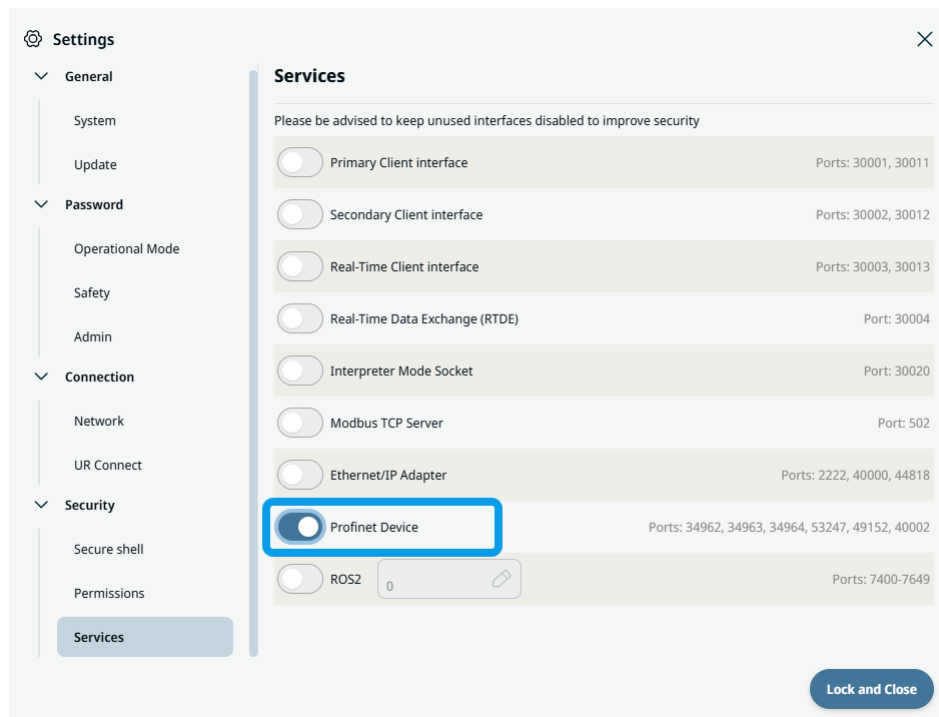 Settings
General
System
Update
Password
Operational Mode
Safety
Admin
Connection
Network
UR Connect
Security
Secure shell
Permissions
Services
Services
Please be advised to keep unused interfaces disabled to improve security
Primary Client interface Ports: 30001, 30011
Secondary Client interface Ports: 30002, 30012
Real-Time Client interface Ports: 30003, 30013
Real-Time Data Exchange (RTDE) Port: 30004
Interpreter Mode Socket Port: 30020
Modbus TCP Server Port: 502
Ethernet/IP Adapter Ports: 2222, 40000, 44818
Profinet Device Ports: 34962, 34963, 34964, 53247, 49152, 40002
ROS2 0 Ports: 7400-7649
Lock and Close